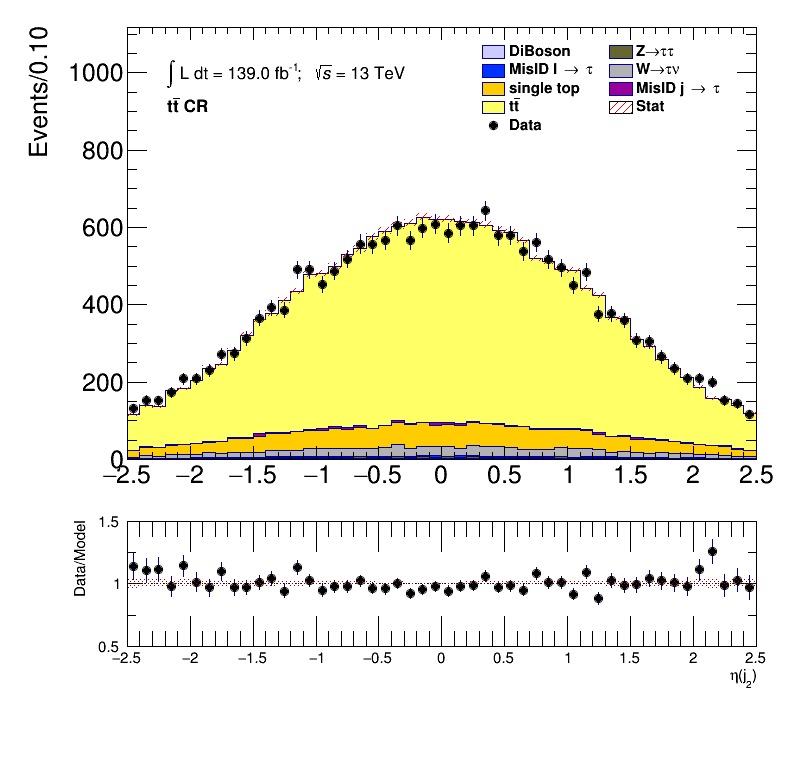 Events/0.10
1000
800
600
400
200
0
∫ L dt = 139.0 fb⁻¹; √s = 13 TeV
tt̄ CR
DiBoson
MisID l → τ
single top
tt̄
Data
Z→ττ
W→τν
MisID j → τ
Stat
−2.5 −2 −1.5 −1 −0.5 0 0.5 1 1.5 2 2.5
Data/Model
1.5
1
0.5
−2.5 −2 −1.5 −1 −0.5 0 0.5 1 1.5 2 2.5
η(j₂)